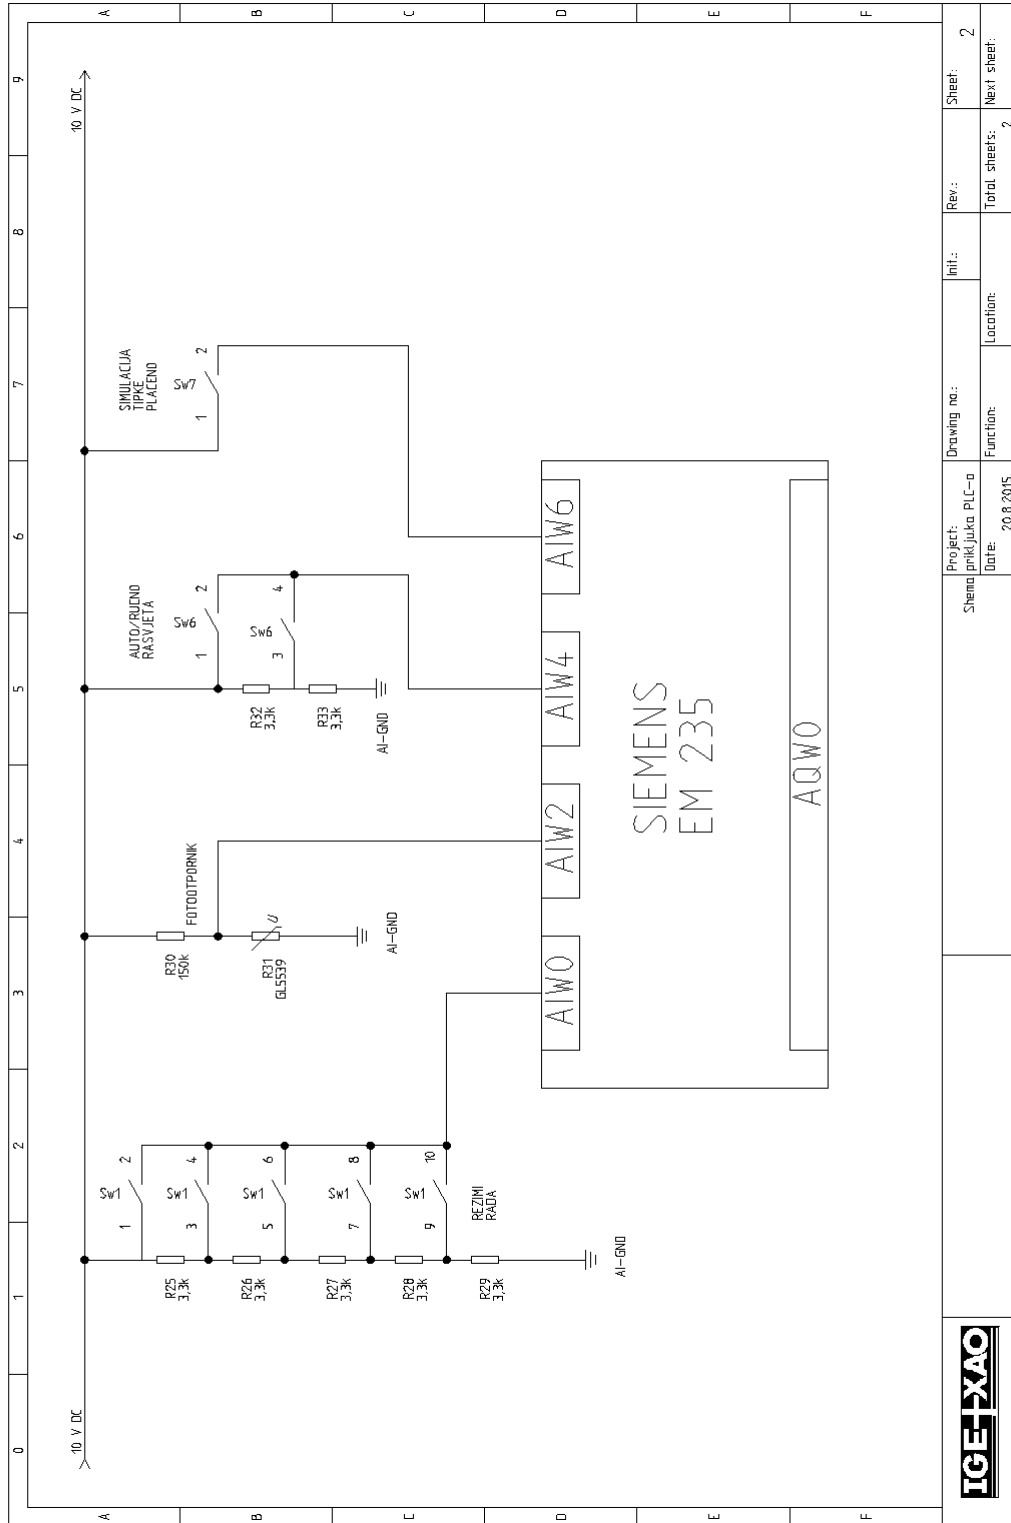 0 1 2 3 4 5 6 7 8 9
A
B
C
D
E
F
A
B
C
D
E
F
10 V DC
10 V DC
Sw1
1 2
Sw1
3 4
Sw1
5 6
Sw1
7 8
Sw1
9 10
R25
3,3k
R26
3,3k
R27
3,3k
R28
3,3k
R29
3,3k
REZIMI
RADA
AI-GND
R30
150k
FOTOOTPORNIK
R31
GL5539
U
AI-GND
AUTO/RUCNO
RASVJETA
Sw6
1 2
Sw6
3 4
R32
3,3k
R33
3,3k
AI-GND
SIMULACIJA
TIPKE
PLACENO
Sw7
1 2
AIW0 AIW2 AIW4 AIW6
SIEMENS
EM 235
AQW0
IGE+XAO
Project:
Shema prikljuka PLC-a
Date:
20.8.2015
Drawing no.:
Function:
Location:
Init.:
Rev.:
Total sheets: 2
Sheet: 2
Next sheet: